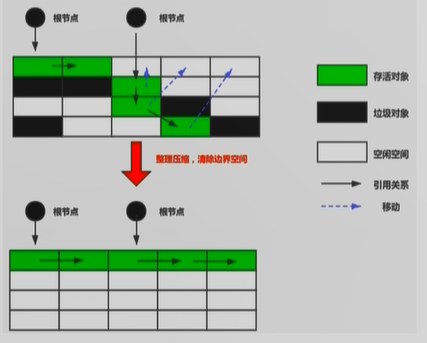 根节点
根节点
存活对象
垃圾对象
空闲空间
引用关系
移动
整理压缩，清除边界空间
根节点
根节点